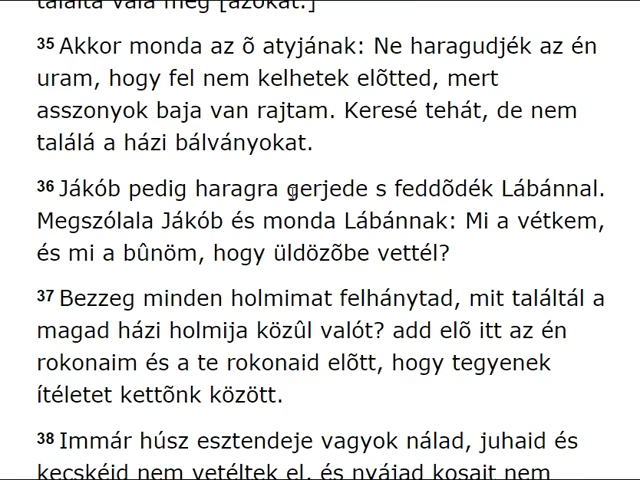 találta vala meg [azokat.]
35 Akkor monda az õ atyjának: Ne haragudjék az én
uram, hogy fel nem kelhetek elõtted, mert
asszonyok baja van rajtam. Keresé tehát, de nem
találá a házi bálványokat.
36 Jákób pedig haragra gerjede s feddõdék Lábánnal.
Megszólala Jákób és monda Lábánnak: Mi a vétkem,
és mi a bûnöm, hogy üldözõbe vettél?
37 Bezzeg minden holmimat felhánytad, mit találtál a
magad házi holmija közûl valót? add elõ itt az én
rokonaim és a te rokonaid elõtt, hogy tegyenek
ítéletet kettõnk között.
38 Immár húsz esztendeje vagyok nálad, juhaid és
kecskéid nem vetéltek el, és nyájad kosait nem